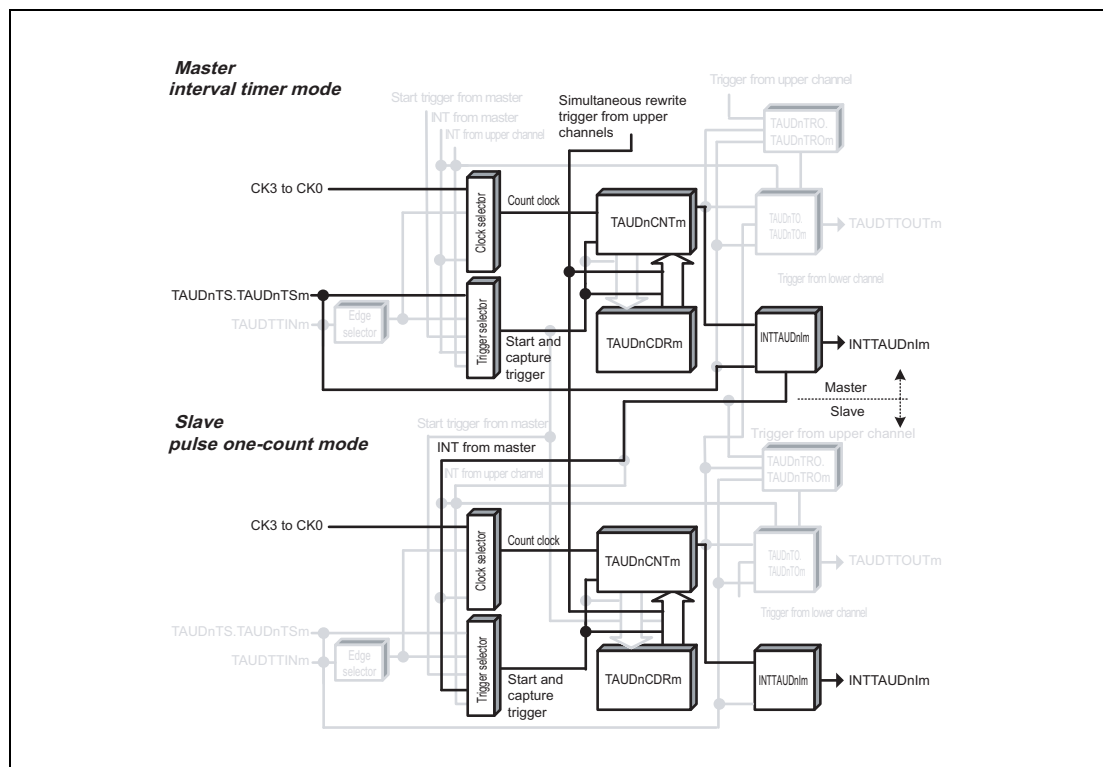 Master
interval timer mode
Start trigger from master
INT from master
INT from upper channel
Simultaneous rewrite
trigger from upper
channels
Trigger from upper channel
TAUDnTRO.
TAUDnTROm
CK3 to CK0
Clock selector
Count clock
TAUDnCNTm
TAUDnTO.
TAUDnTOm
TAUDTTOUTm
Trigger from lower channel
TAUDnTS.TAUDnTSm
TAUDTTINm
Edge
selector
Trigger selector
Start and
capture
trigger
TAUDnCDRm
INTTAUDnIm
INTTAUDnIm
Master
Slave
Slave
pulse one-count mode
Start trigger from master
INT from master
INT from upper channel
Trigger from upper channel
TAUDnTRO.
TAUDnTROm
CK3 to CK0
Clock selector
Count clock
TAUDnCNTm
TAUDnTO.
TAUDnTOm
TAUDTTOUTm
Trigger from lower channel
TAUDnTS.TAUDnTSm
TAUDTTINm
Edge
selector
Trigger selector
Start and
capture
trigger
TAUDnCDRm
INTTAUDnIm
INTTAUDnIm